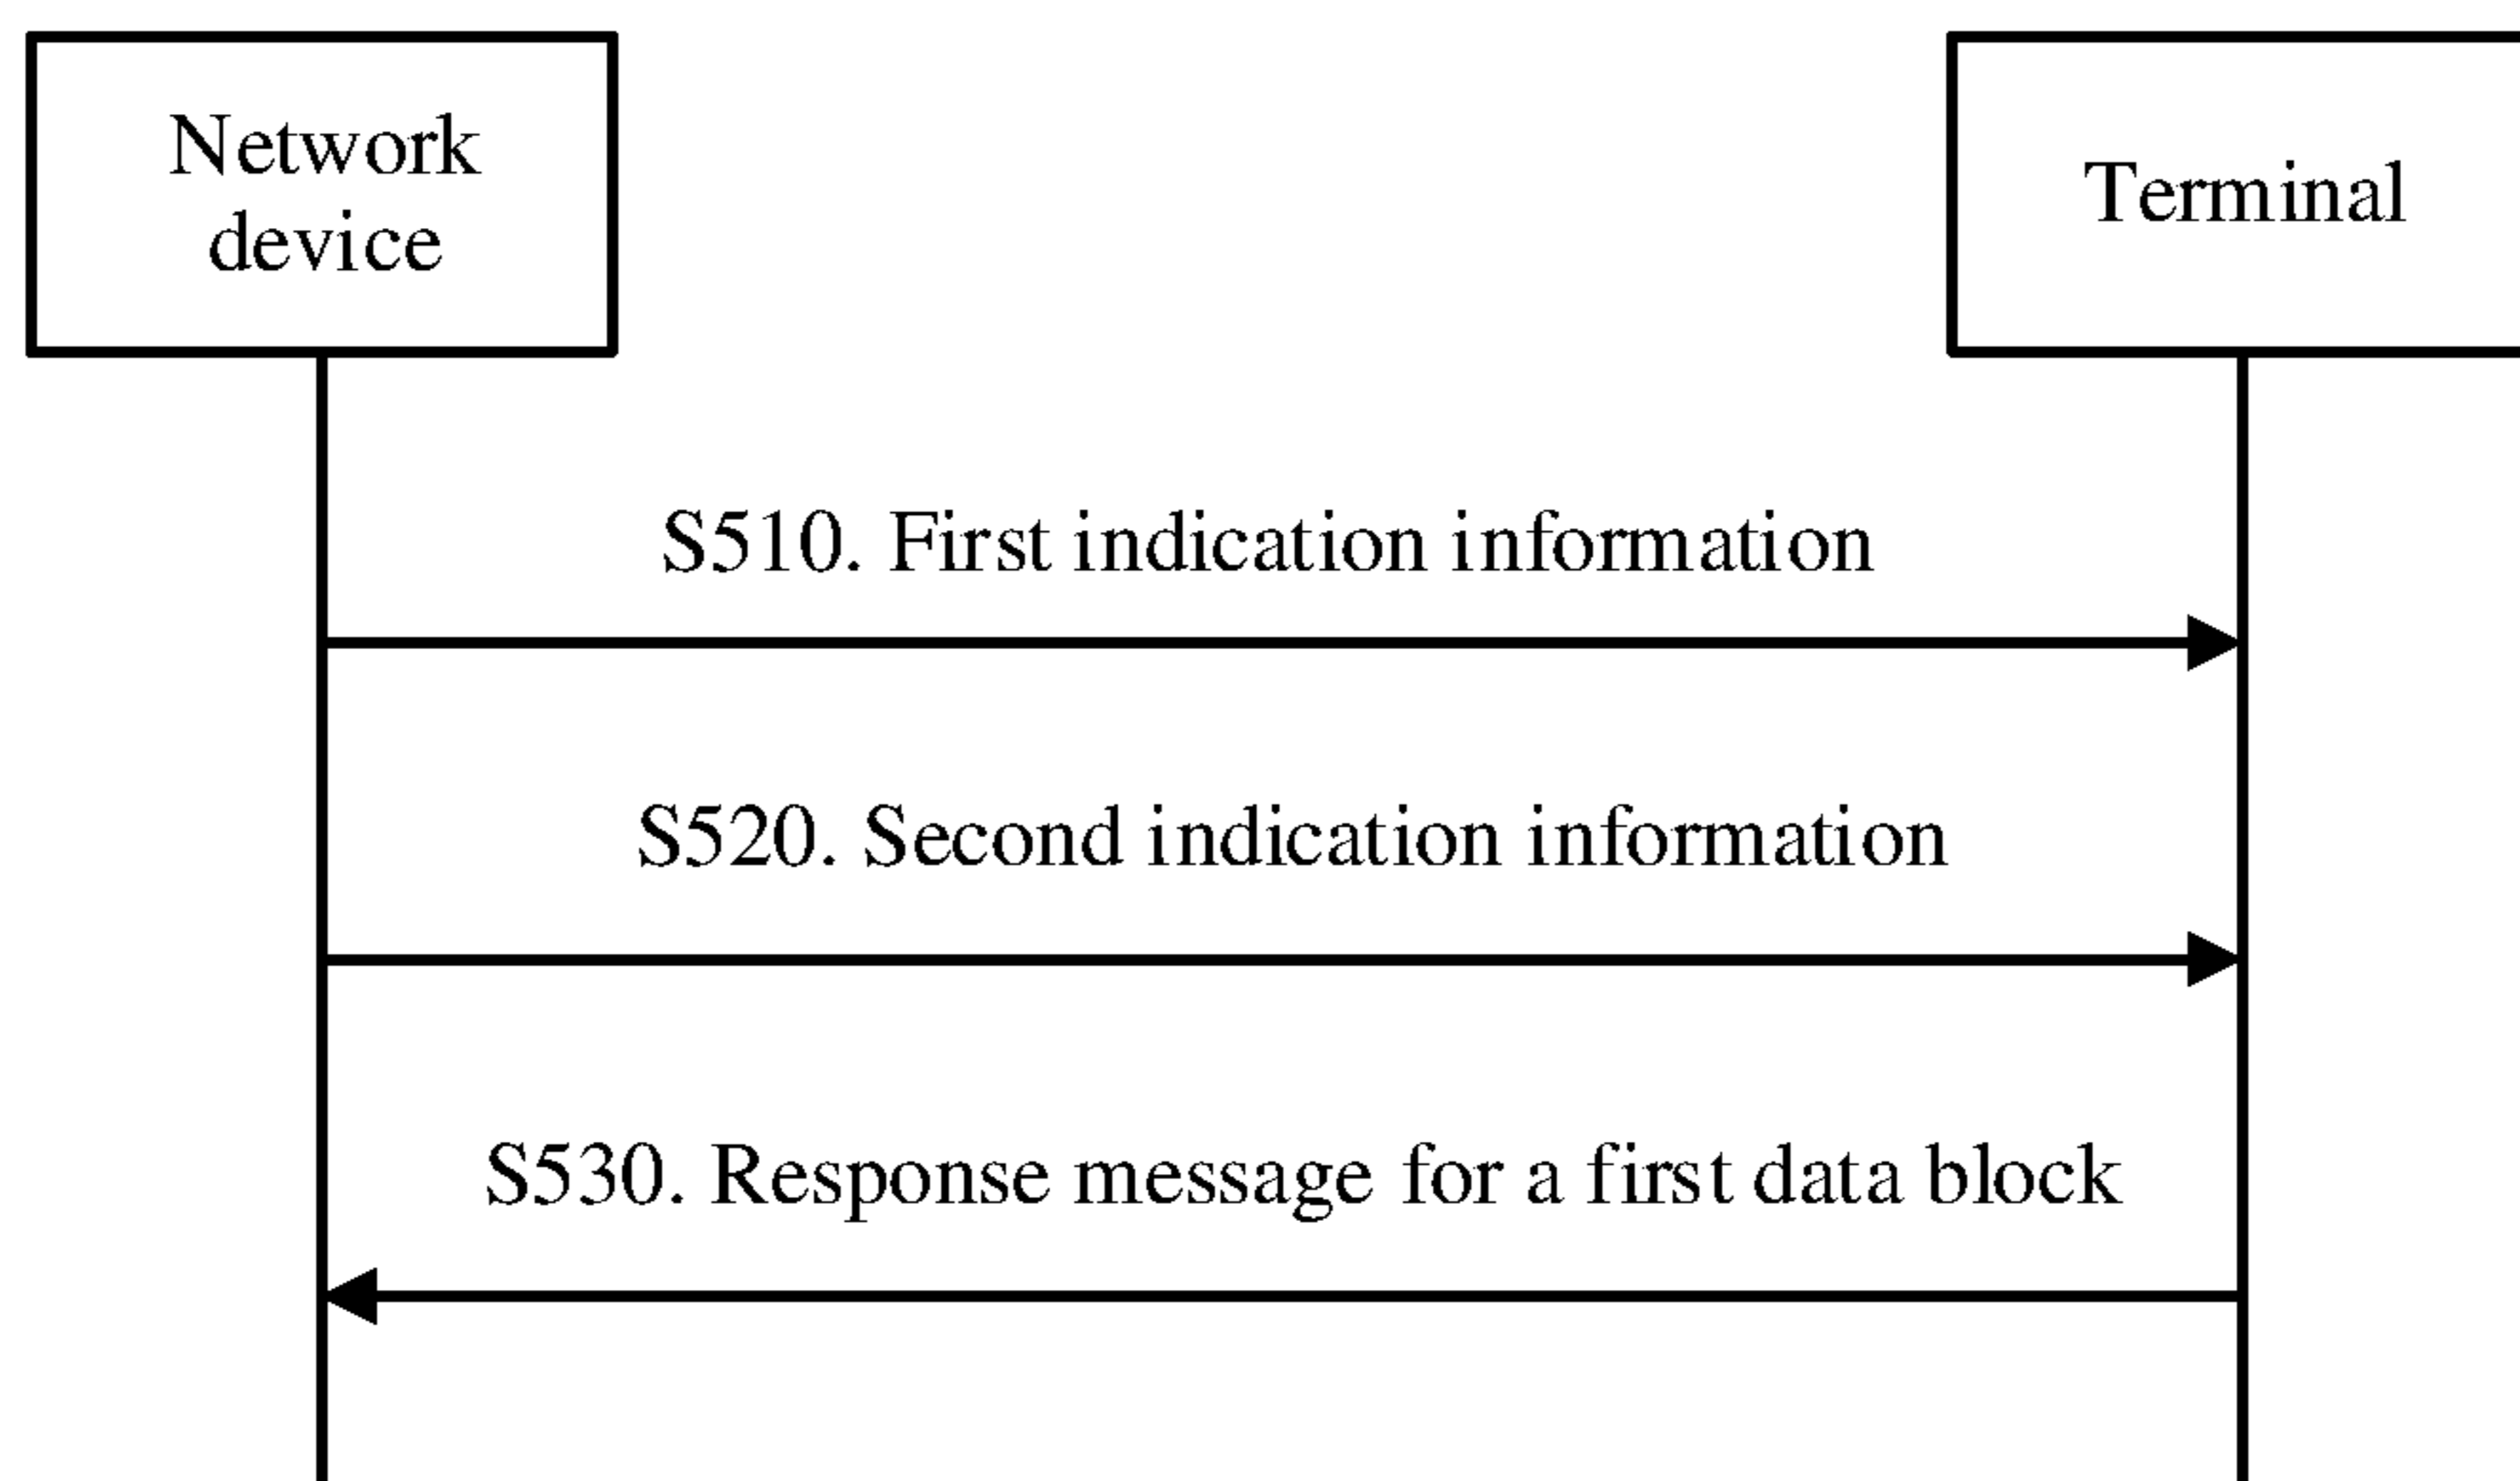 Network
device
Terminal
S510. First indication information
S520. Second indication information
S530. Response message for a first data block